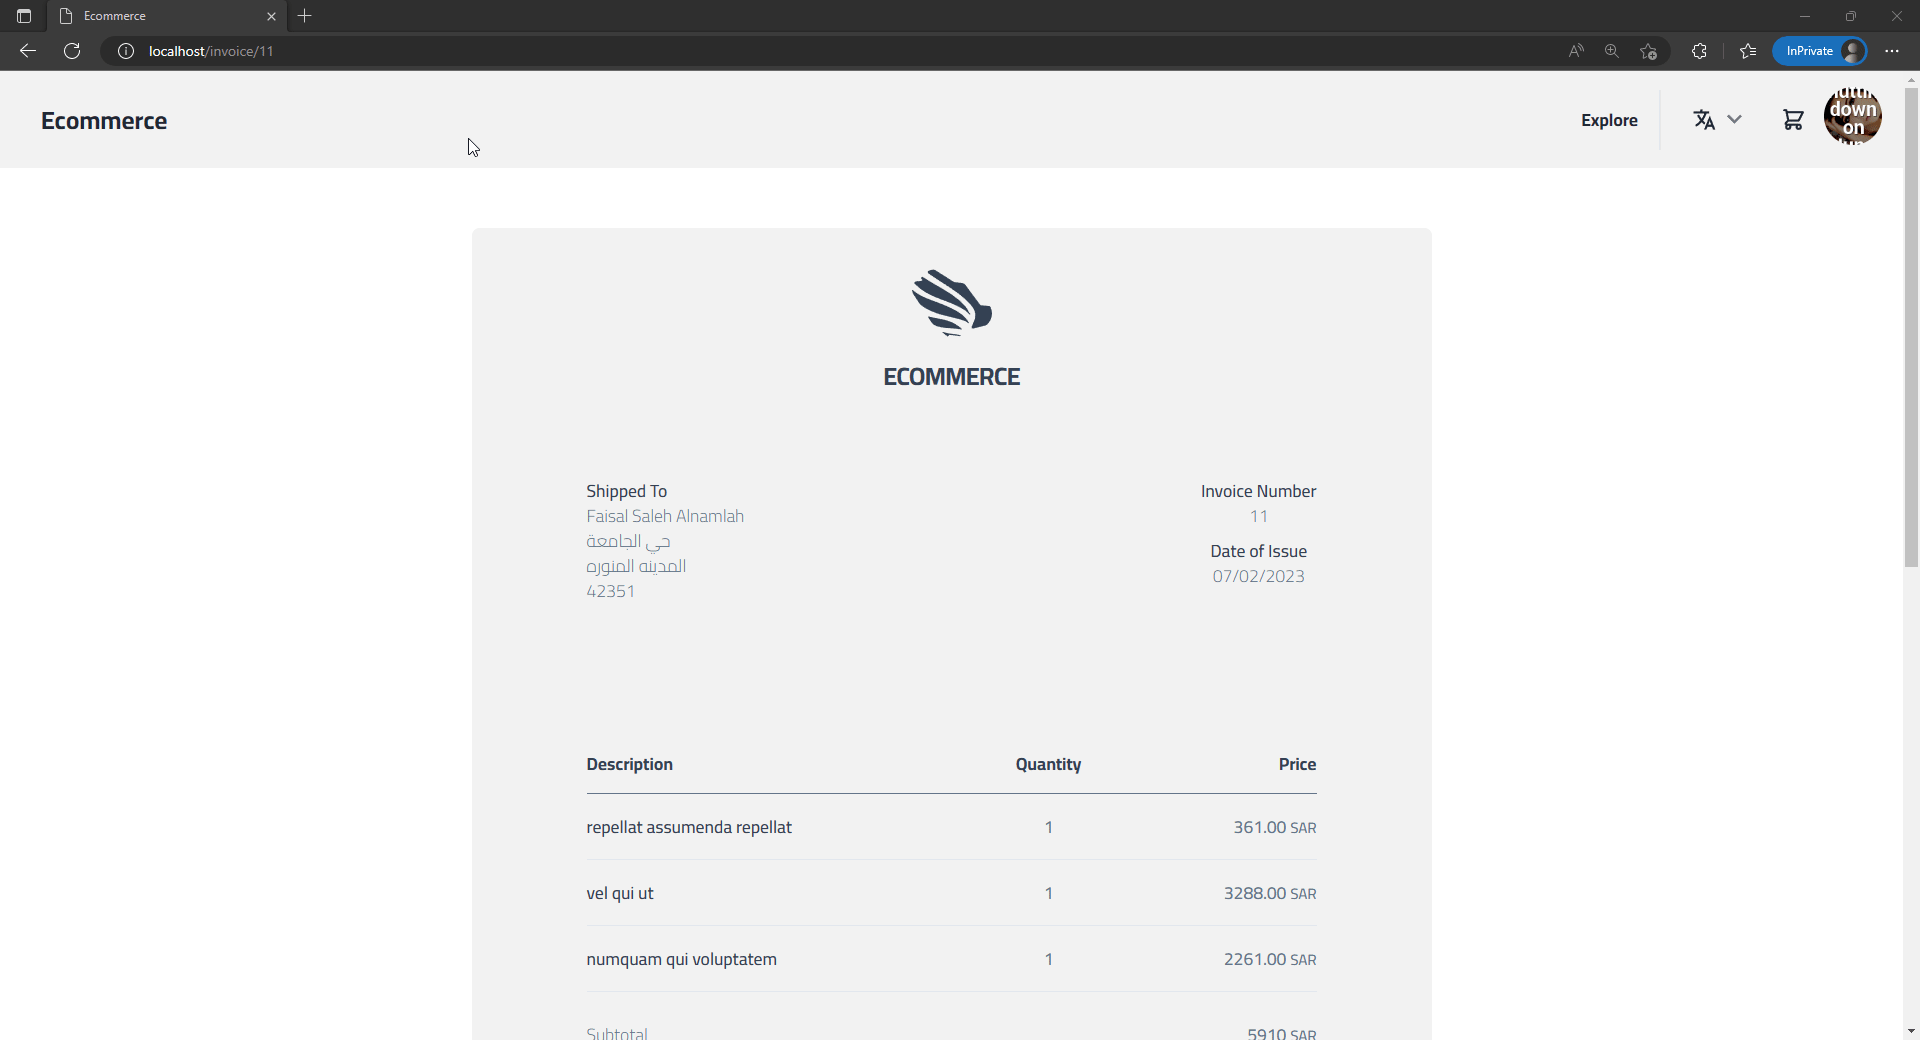 Ecommerce
localhost/invoice/11
InPrivate
Ecommerce
Explore
down
on
ECOMMERCE
Shipped To
Faisal Saleh Alnamlah
حي الجامعة
المدينه المنوره
42351
Invoice Number
11
Date of Issue
07/02/2023
Description Quantity Price
repellat assumenda repellat 1 361.00 SAR
vel qui ut 1 3288.00 SAR
numquam qui voluptatem 1 2261.00 SAR
Subtotal 5910 SAR